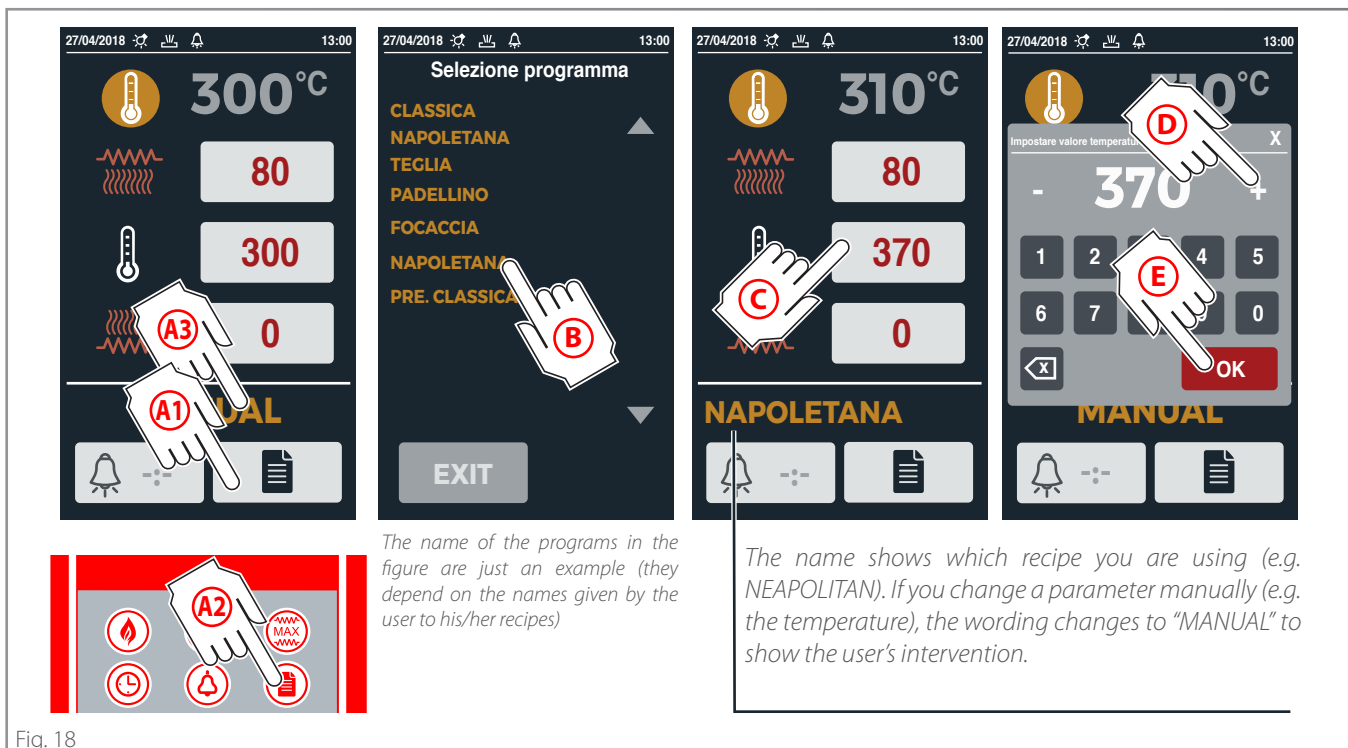 27/04/2018 13:00
300°C
80
300
0
A3
A1
UAL
-:-
A2
MAX
27/04/2018 13:00
Selezione programma
CLASSICA
NAPOLETANA
TEGLIA
PADELLINO
FOCACCIA
NAPOLETANA
PRE. CLASSICA
B
EXIT
The name of the programs in the
figure are just an example (they
depend on the names given by the
user to his/her recipes)
27/04/2018 13:00
310°C
80
370
C
0
NAPOLETANA
-:-
27/04/2018 13:00
310°C
D
Impostare valore temperatur X
- 370 +
1 2 4 5
E
6 7 0
X OK
MANUAL
-:-
The name shows which recipe you are using (e.g.
NEAPOLITAN). If you change a parameter manually (e.g.
the temperature), the wording changes to “MANUAL” to
show the user’s intervention.
Fig. 18